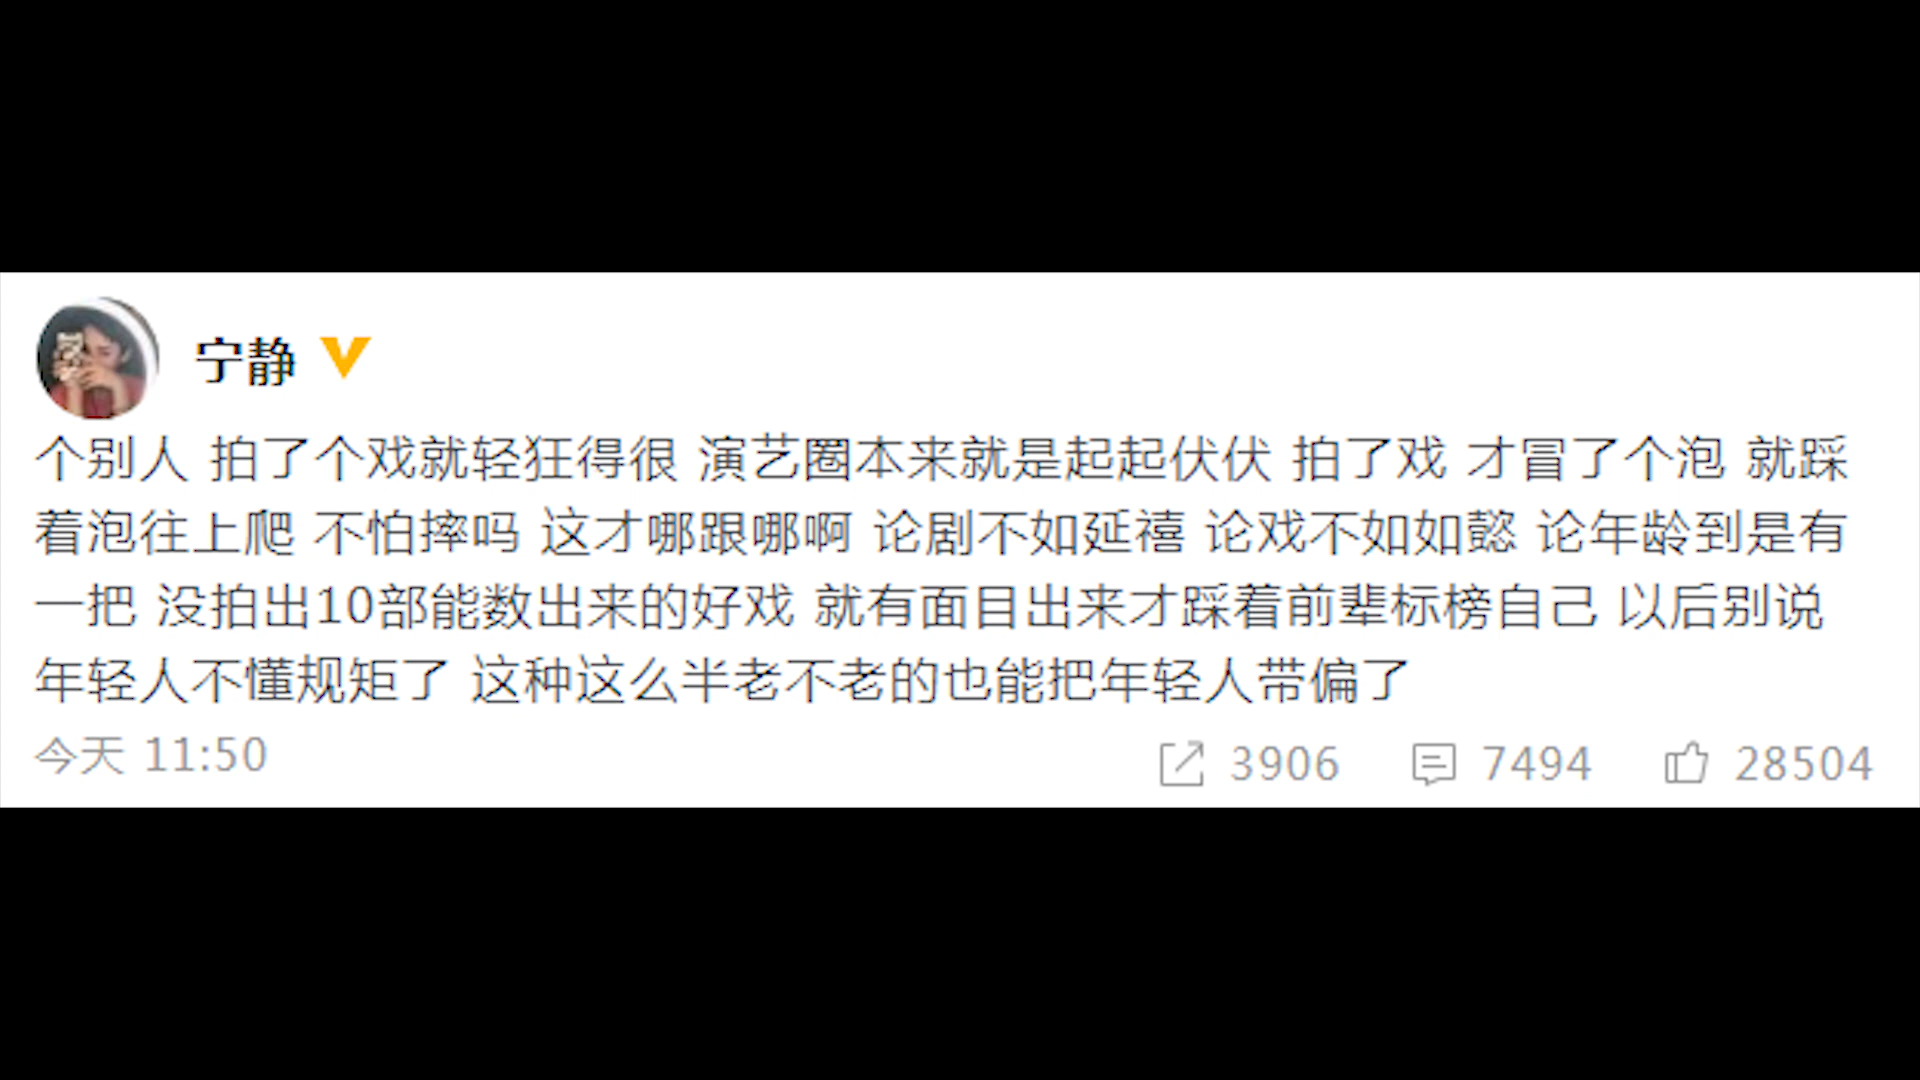 宁静
个别人 拍了个戏就轻狂得很 演艺圈本来就是起起伏伏 拍了戏 才冒了个泡 就踩
着泡往上爬 不怕摔吗 这才哪跟哪啊 论剧不如延禧 论戏不如如懿 论年龄到是有
一把 没拍出10部能数出来的好戏 就有面目出来才踩着前辈标榜自己 以后别说
年轻人不懂规矩了 这种这么半老不老的也能把年轻人带偏了
今天 11:50 3906 7494 28504